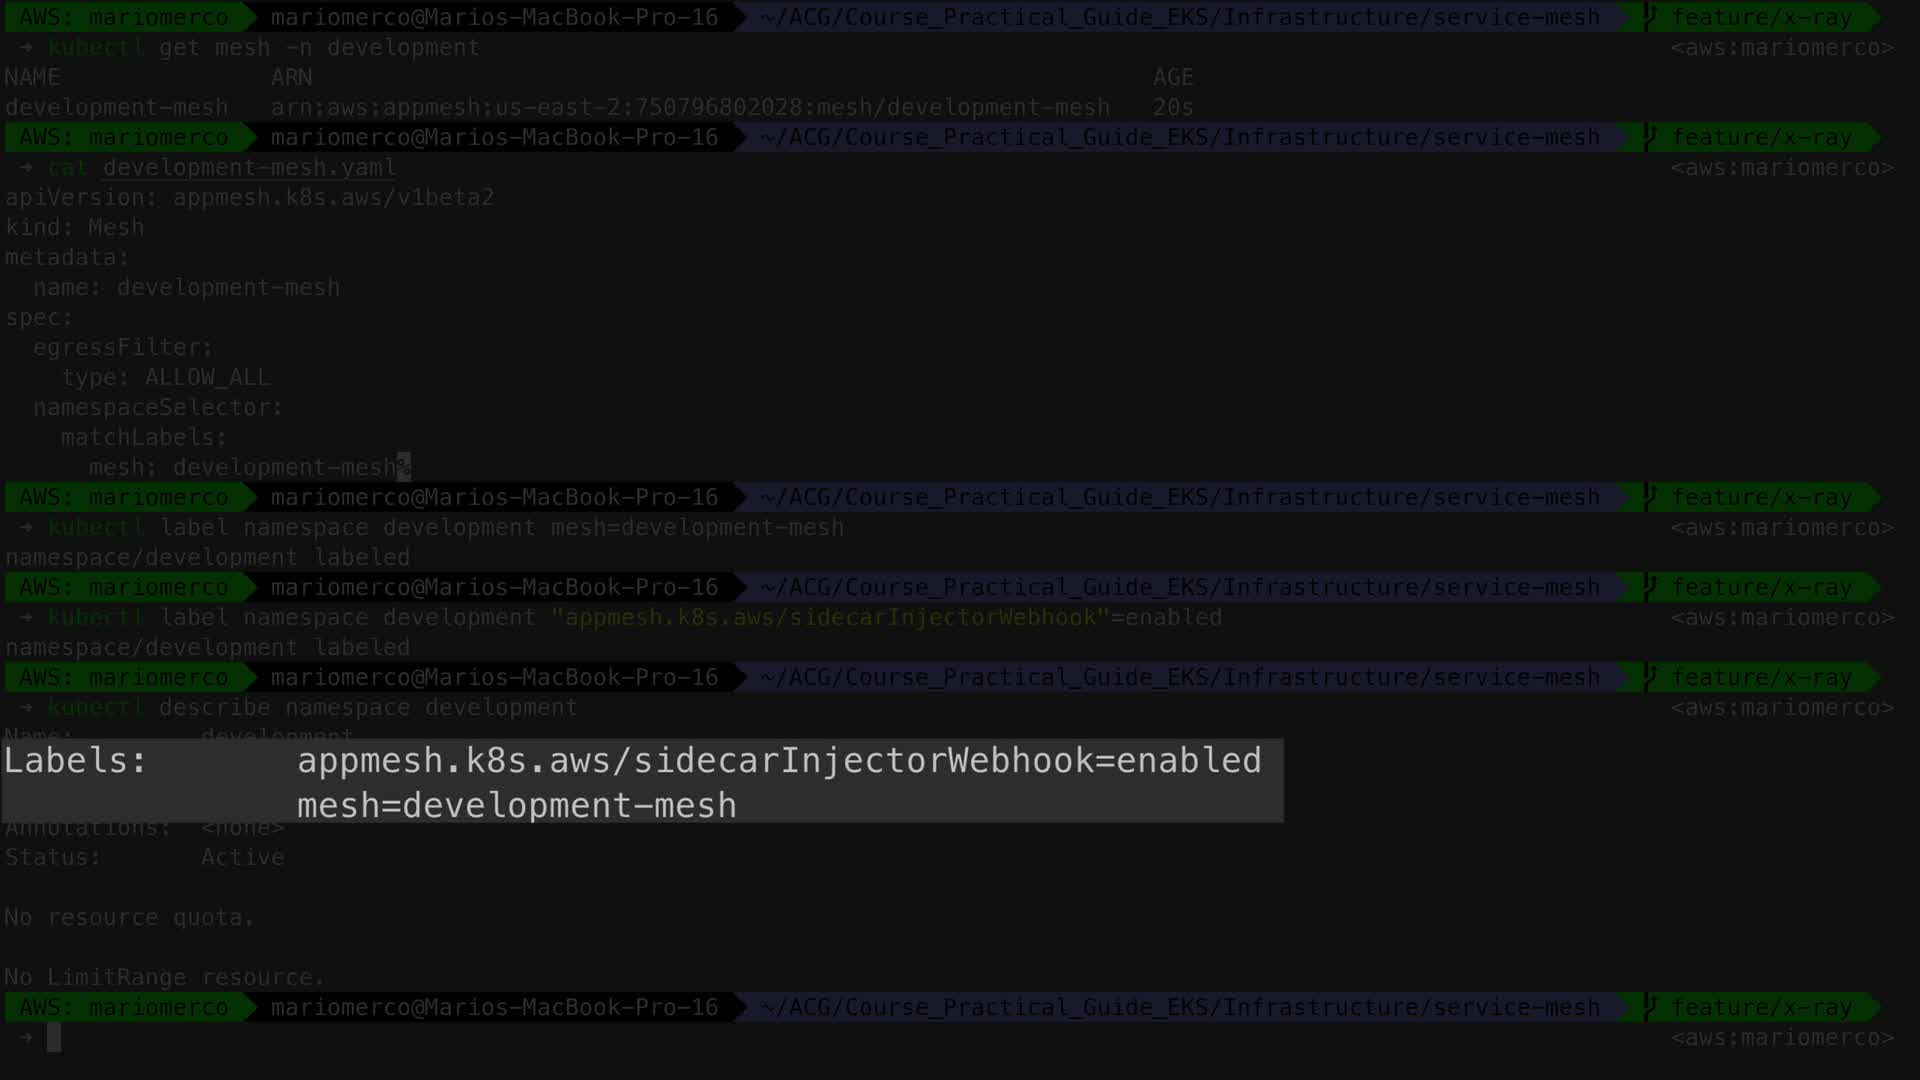 AWS: mariomerco mariomerco@Marios-MacBook-Pro-16 ~/ACG/Course_Practical_Guide_EKS/Infrastructure/service-mesh feature/x-ray
→ kubectl get mesh -n development <aws:mariomerco>
NAME ARN AGE
development-mesh arn:aws:appmesh:us-east-2:750796802028:mesh/development-mesh 20s
AWS: mariomerco mariomerco@Marios-MacBook-Pro-16 ~/ACG/Course_Practical_Guide_EKS/Infrastructure/service-mesh feature/x-ray
→ cat development-mesh.yaml <aws:mariomerco>
apiVersion: appmesh.k8s.aws/v1beta2
kind: Mesh
metadata:
  name: development-mesh
spec:
  egressFilter:
    type: ALLOW_ALL
  namespaceSelector:
    matchLabels:
      mesh: development-mesh%
AWS: mariomerco mariomerco@Marios-MacBook-Pro-16 ~/ACG/Course_Practical_Guide_EKS/Infrastructure/service-mesh feature/x-ray
→ kubectl label namespace development mesh=development-mesh <aws:mariomerco>
namespace/development labeled
AWS: mariomerco mariomerco@Marios-MacBook-Pro-16 ~/ACG/Course_Practical_Guide_EKS/Infrastructure/service-mesh feature/x-ray
→ kubectl label namespace development "appmesh.k8s.aws/sidecarInjectorWebhook"=enabled <aws:mariomerco>
namespace/development labeled
AWS: mariomerco mariomerco@Marios-MacBook-Pro-16 ~/ACG/Course_Practical_Guide_EKS/Infrastructure/service-mesh feature/x-ray
→ kubectl describe namespace development <aws:mariomerco>
Name: development
Labels: appmesh.k8s.aws/sidecarInjectorWebhook=enabled
mesh=development-mesh
Annotations: <none>
Status: Active
No resource quota.
No LimitRange resource.
AWS: mariomerco mariomerco@Marios-MacBook-Pro-16 ~/ACG/Course_Practical_Guide_EKS/Infrastructure/service-mesh feature/x-ray
→ <aws:mariomerco>